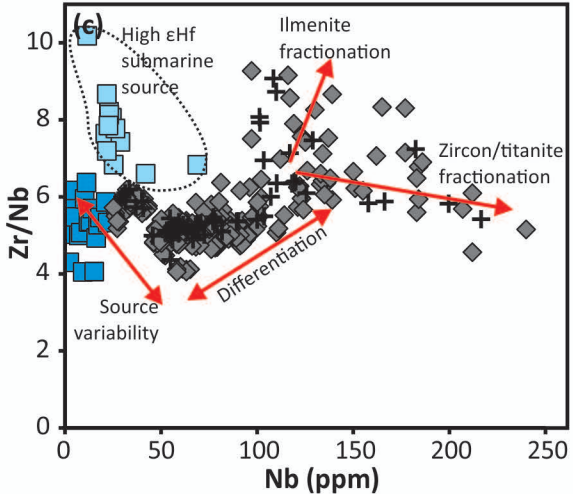 (c)
High εHf
submarine
source
Ilmenite
fractionation
Zircon/titanite
fractionation
Differentiation
Source
variability
Zr/Nb
10
8
6
4
2
0
0 50 100 150 200 250
Nb (ppm)